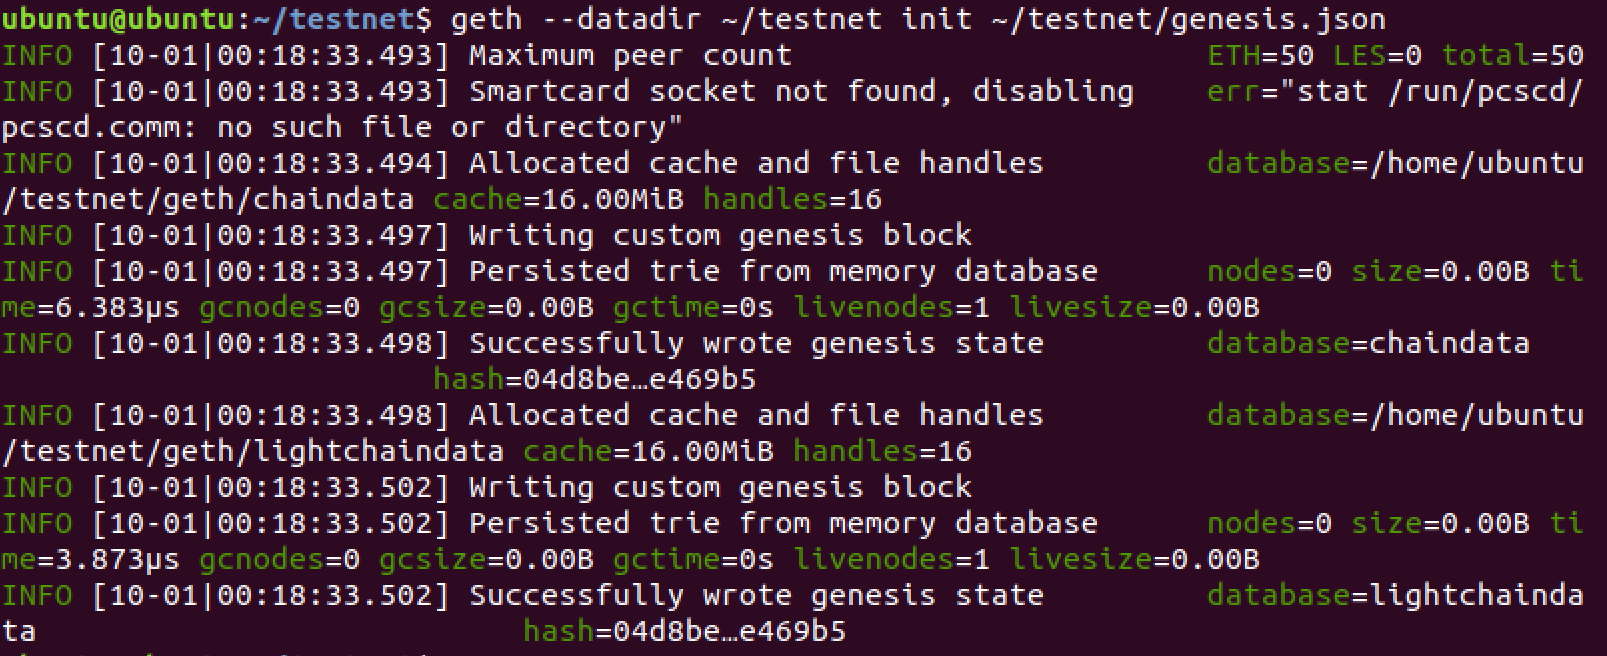 ubuntu@ubuntu:~/testnet$ geth --datadir ~/testnet init ~/testnet/genesis.json
INFO [10-01|00:18:33.493] Maximum peer count                       ETH=50 LES=0 total=50
INFO [10-01|00:18:33.493] Smartcard socket not found, disabling    err="stat /run/pcscd/
pcscd.comm: no such file or directory"
INFO [10-01|00:18:33.494] Allocated cache and file handles         database=/home/ubuntu
/testnet/geth/chaindata cache=16.00MiB handles=16
INFO [10-01|00:18:33.497] Writing custom genesis block
INFO [10-01|00:18:33.497] Persisted trie from memory database      nodes=0 size=0.00B ti
me=6.383µs gcnodes=0 gcsize=0.00B gctime=0s livenodes=1 livesize=0.00B
INFO [10-01|00:18:33.498] Successfully wrote genesis state         database=chaindata
                        hash=04d8be…e469b5
INFO [10-01|00:18:33.498] Allocated cache and file handles         database=/home/ubuntu
/testnet/geth/lightchaindata cache=16.00MiB handles=16
INFO [10-01|00:18:33.502] Writing custom genesis block
INFO [10-01|00:18:33.502] Persisted trie from memory database      nodes=0 size=0.00B ti
me=3.873µs gcnodes=0 gcsize=0.00B gctime=0s livenodes=1 livesize=0.00B
INFO [10-01|00:18:33.502] Successfully wrote genesis state         database=lightchainda
ta                           hash=04d8be…e469b5